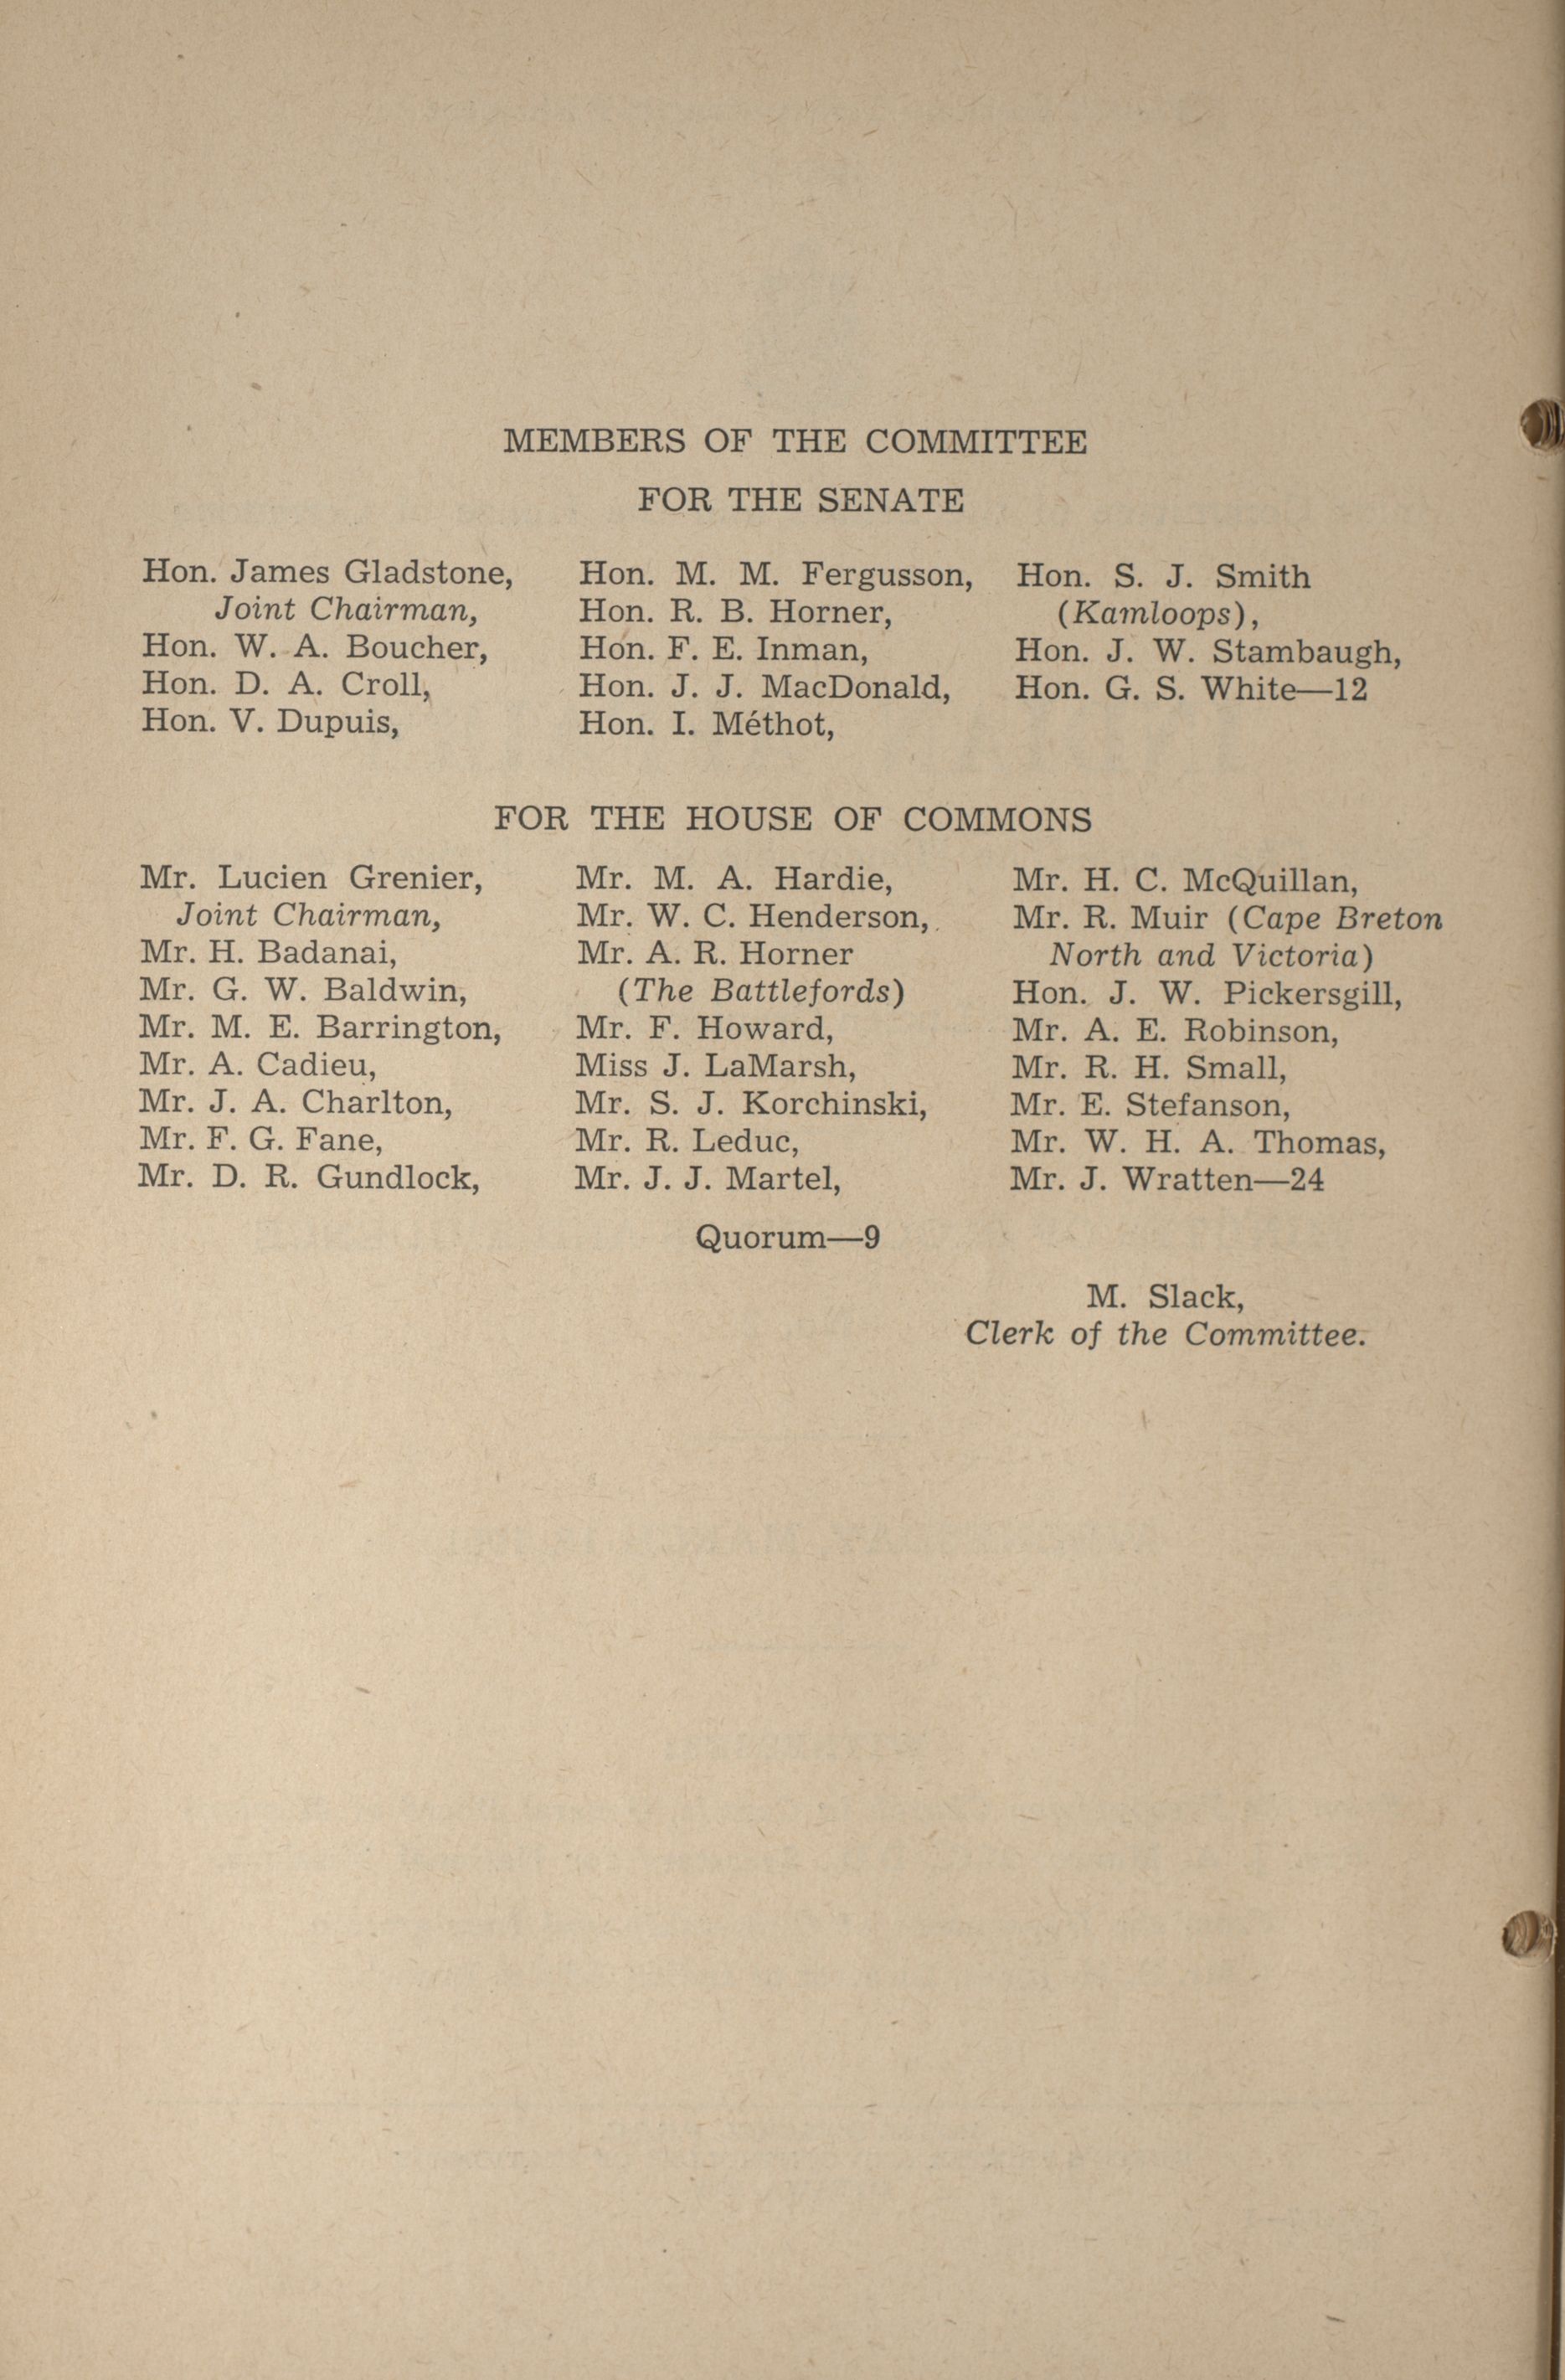 MEMBERS OF THE COMMITTEE
FOR THE SENATE
Hon. James Gladstone,
Joint Chairman,
Hon. W. A. Boucher,
Hon. D. A. Croll,
Hon. V. Dupuis,
Hon. M. M. Fergusson,
Hon. R. B. Horner,
Hon. F. E. Inman,
Hon. J. J. MacDonald,
Hon. I. Méthot,
Hon. S. J. Smith
(Kamloops),
Hon. J. W. Stambaugh,
Hon. G. S. White—12
FOR THE HOUSE OF COMMONS
Mr. Lucien Grenier,
Joint Chairman,
Mr. H. Badanai,
Mr. G. W. Baldwin,
Mr. M. E. Barrington,
Mr. A. Cadieu,
Mr. J. A. Charlton,
Mr. F. G. Fane,
Mr. D. R. Gundlock,
Mr. M. A. Hardie,
Mr. W. C. Henderson,
Mr. A. R. Horner
(The Battlefords)
Mr. F. Howard,
Miss J. LaMarsh,
Mr. S. J. Korchinski,
Mr. R. Leduc,
Mr. J. J. Martel,
Mr. H. C. McQuillan,
Mr. R. Muir (Cape Breton
North and Victoria)
Hon. J. W. Pickersgill,
Mr. A. E. Robinson,
Mr. R. H. Small,
Mr. E. Stefanson,
Mr. W. H. A. Thomas,
Mr. J. Wratten—24
Quorum—9
M. Slack,
Clerk of the Committee.